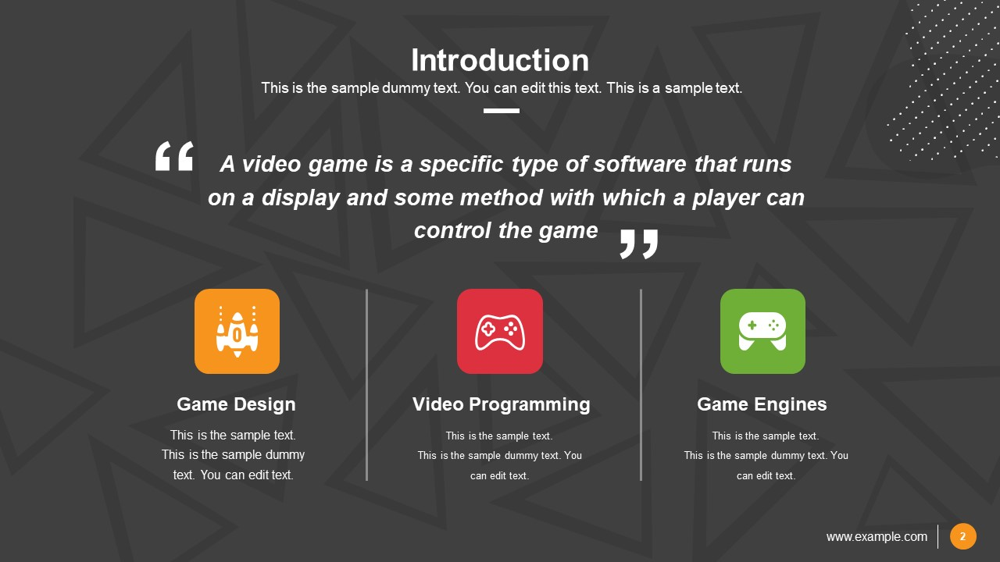 Introduction
This is the sample dummy text. You can edit this text. This is a sample text.
“
A video game is a specific type of software that runs
on a display and some method with which a player can
control the game
”
Game Design
This is the sample text.
This is the sample dummy
text. You can edit text.
Video Programming
This is the sample text.
This is the sample dummy text. You
can edit text.
Game Engines
This is the sample text.
This is the sample dummy text. You
can edit text.
www.example.com
2